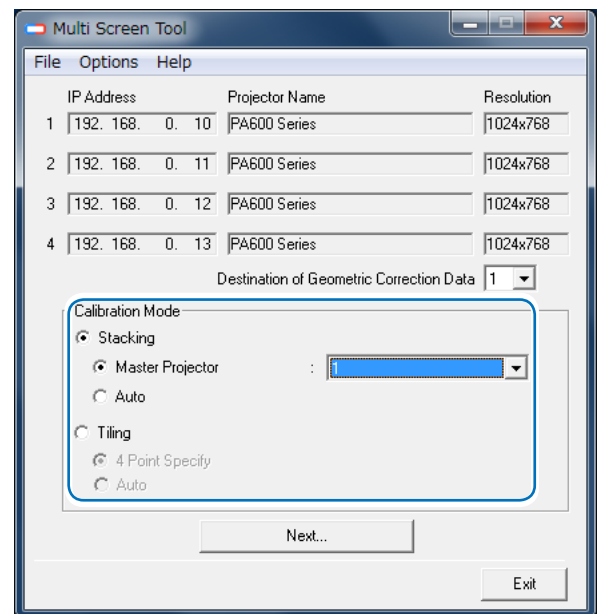 Multi Screen Tool
File Options Help
IP Address Projector Name Resolution
1 192. 168. 0. 10 PA600 Series 1024x768
2 192. 168. 0. 11 PA600 Series 1024x768
3 192. 168. 0. 12 PA600 Series 1024x768
4 192. 168. 0. 13 PA600 Series 1024x768
Destination of Geometric Correction Data 1
Calibration Mode
Stacking
Master Projector : 1
Auto
Tiling
4 Point Specify
Auto
Next...
Exit